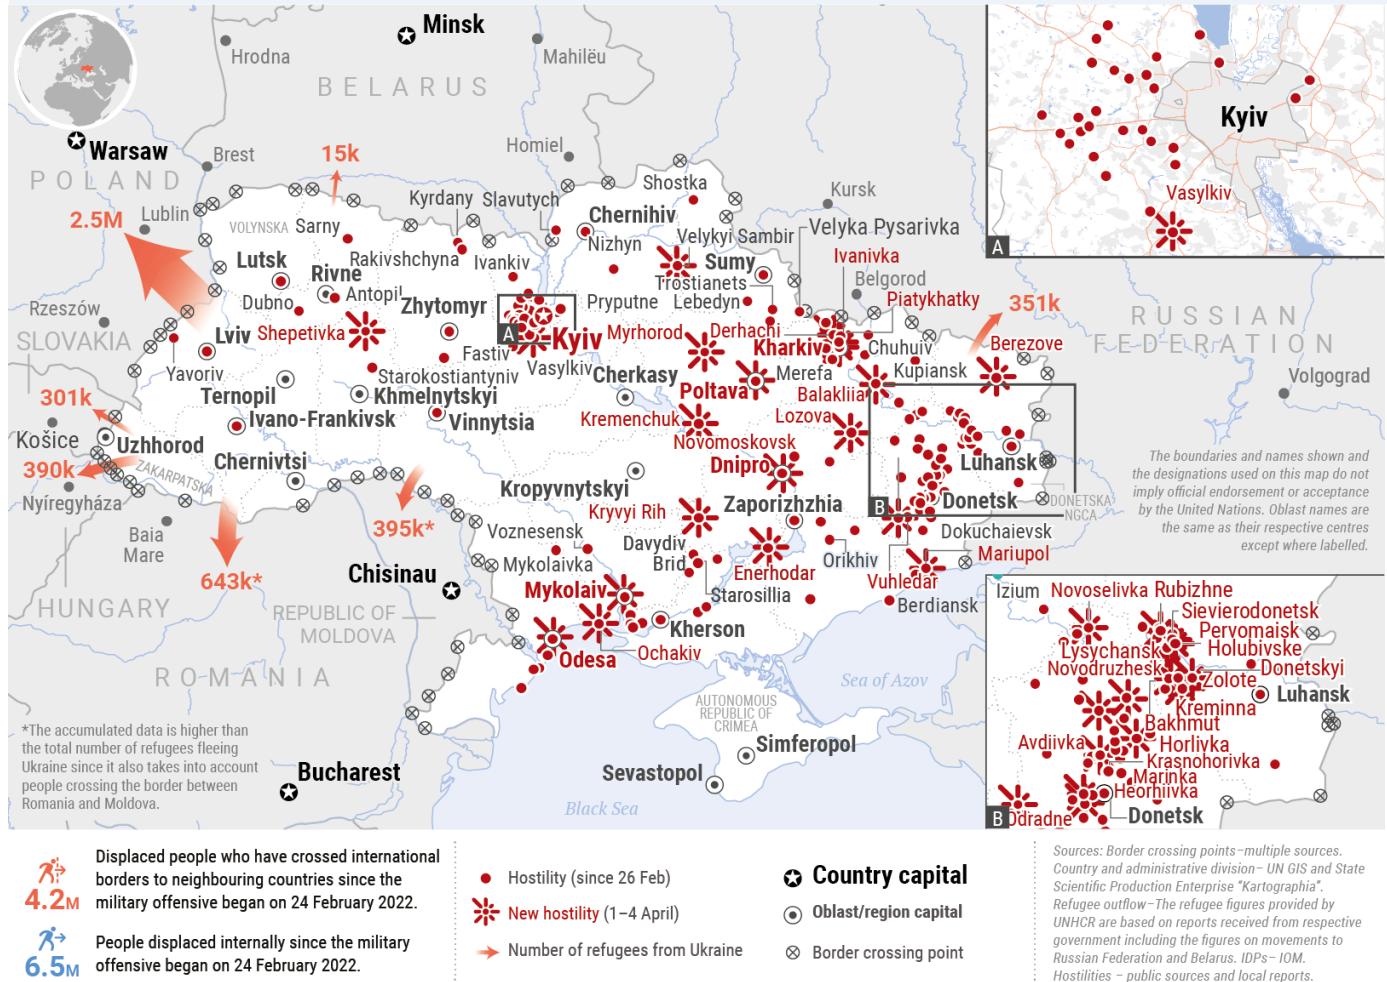 Minsk
Hrodna
Mahilëu
BELARUS
Warsaw
Brest
POLAND
15k
Homiel
Lublin
2.5M
Kyrdany
Slavutych
Shostka
Kursk
VOLYNSKA
Sarny
Chernihiv
Nizhyn
Velykyi Sambir
Velyka Pysarivka
Rakivshchyna
Ivankiv
Lutsk
Rivne
Sumy
Ivanivka
Belgorod
Trostianets
Antopil
Dubno
Zhytomyr
Pryputne
Lebedyn
Piatykhatky
351k
Rzeszów
SLOVAKIA
Shepetivka
A
Kyiv
Myrhorod
Derhachi
Kharkiv
Chuhuiv
Berezove
RUSSIAN
FEDERATION
Lviv
Yavoriv
Fastiv
Vasylkiv
Starokostiantyniv
Cherkasy
Merefa
Kupiansk
Volgograd
Ternopil
Khmelnytskyi
Poltava
Balakliia
301k
Ivano-Frankivsk
Vinnytsia
Kremenchuk
Lozova
Košice
Uzhhorod
Novomoskovsk
390k
ZAKARPATSKA
Chernivtsi
Dnipro
Luhansk
Nyíregyháza
Kropyvnytskyi
Zaporizhzhia
B
Donetsk
DONETSKA
NGCA
Baia
Mare
395k*
Kryvyi Rih
Voznesensk
Davydiv
Brid
Dokuchaievsk
Mykolaivka
Orikhiv
Mariupol
643k*
Chisinau
Enerhodar
Vuhledar
HUNGARY
Mykolaiv
Starosillia
Berdiansk
REPUBLIC OF
MOLDOVA
Kherson
Odesa
Ochakiv
ROMANIA
Sea of Azov
AUTONOMOUS
REPUBLIC OF
CRIMEA
Simferopol
Sevastopol
Bucharest
Black Sea
*The accumulated data is higher than
the total number of refugees fleeing
Ukraine since it also takes into account
people crossing the border between
Romania and Moldova.
Kyiv
Vasylkiv
A
The boundaries and names shown and
the designations used on this map do not
imply official endorsement or acceptance
by the United Nations. Oblast names are
the same as their respective centres
except where labelled.
Izium
Novoselivka
Rubizhne
Sievierodonetsk
Pervomaisk
Lysychansk
Holubivske
Novodruzhesk
Donetskyi
Zolote
Luhansk
Kreminna
Bakhmut
Avdiivka
Horlivka
Krasnohorivka
Marinka
Heorhiivka
Donetsk
B
Odradne
4.2M
Displaced people who have crossed international
borders to neighbouring countries since the
military offensive began on 24 February 2022.
6.5M
People displaced internally since the military
offensive began on 24 February 2022.
Hostility (since 26 Feb)
New hostility (1–4 April)
Number of refugees from Ukraine
Country capital
Oblast/region capital
Border crossing point
Sources: Border crossing points–multiple sources.
Country and administrative division– UN GIS and State
Scientific Production Enterprise "Kartographia".
Refugee outflow–The refugee figures provided by
UNHCR are based on reports received from respective
government including the figures on movements to
Russian Federation and Belarus. IDPs– IOM.
Hostilities – public sources and local reports.